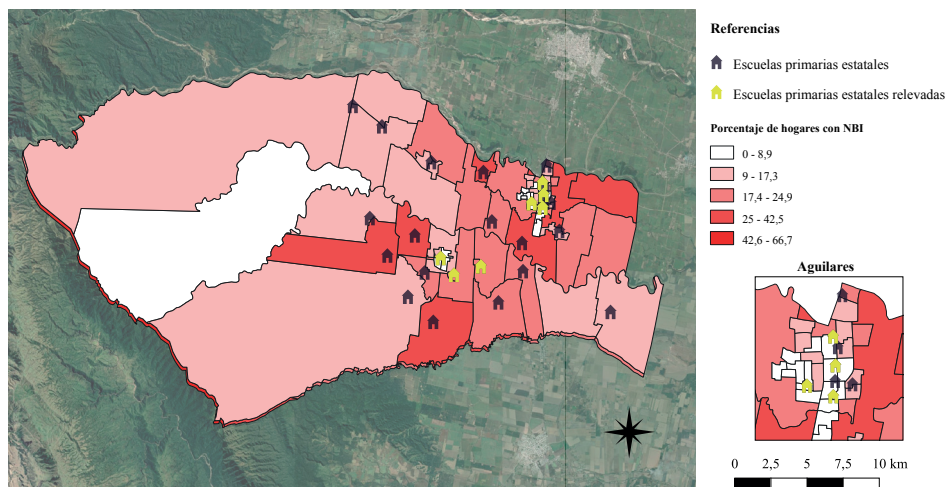 Referencias
Escuelas primarias estatales
Escuelas primarias estatales relevadas
Porcentaje de hogares con NBI
0 - 8,9
9 - 17,3
17,4 - 24,9
25 - 42,5
42,6 - 66,7
Aguilares
0 2,5 5 7,5 10 km